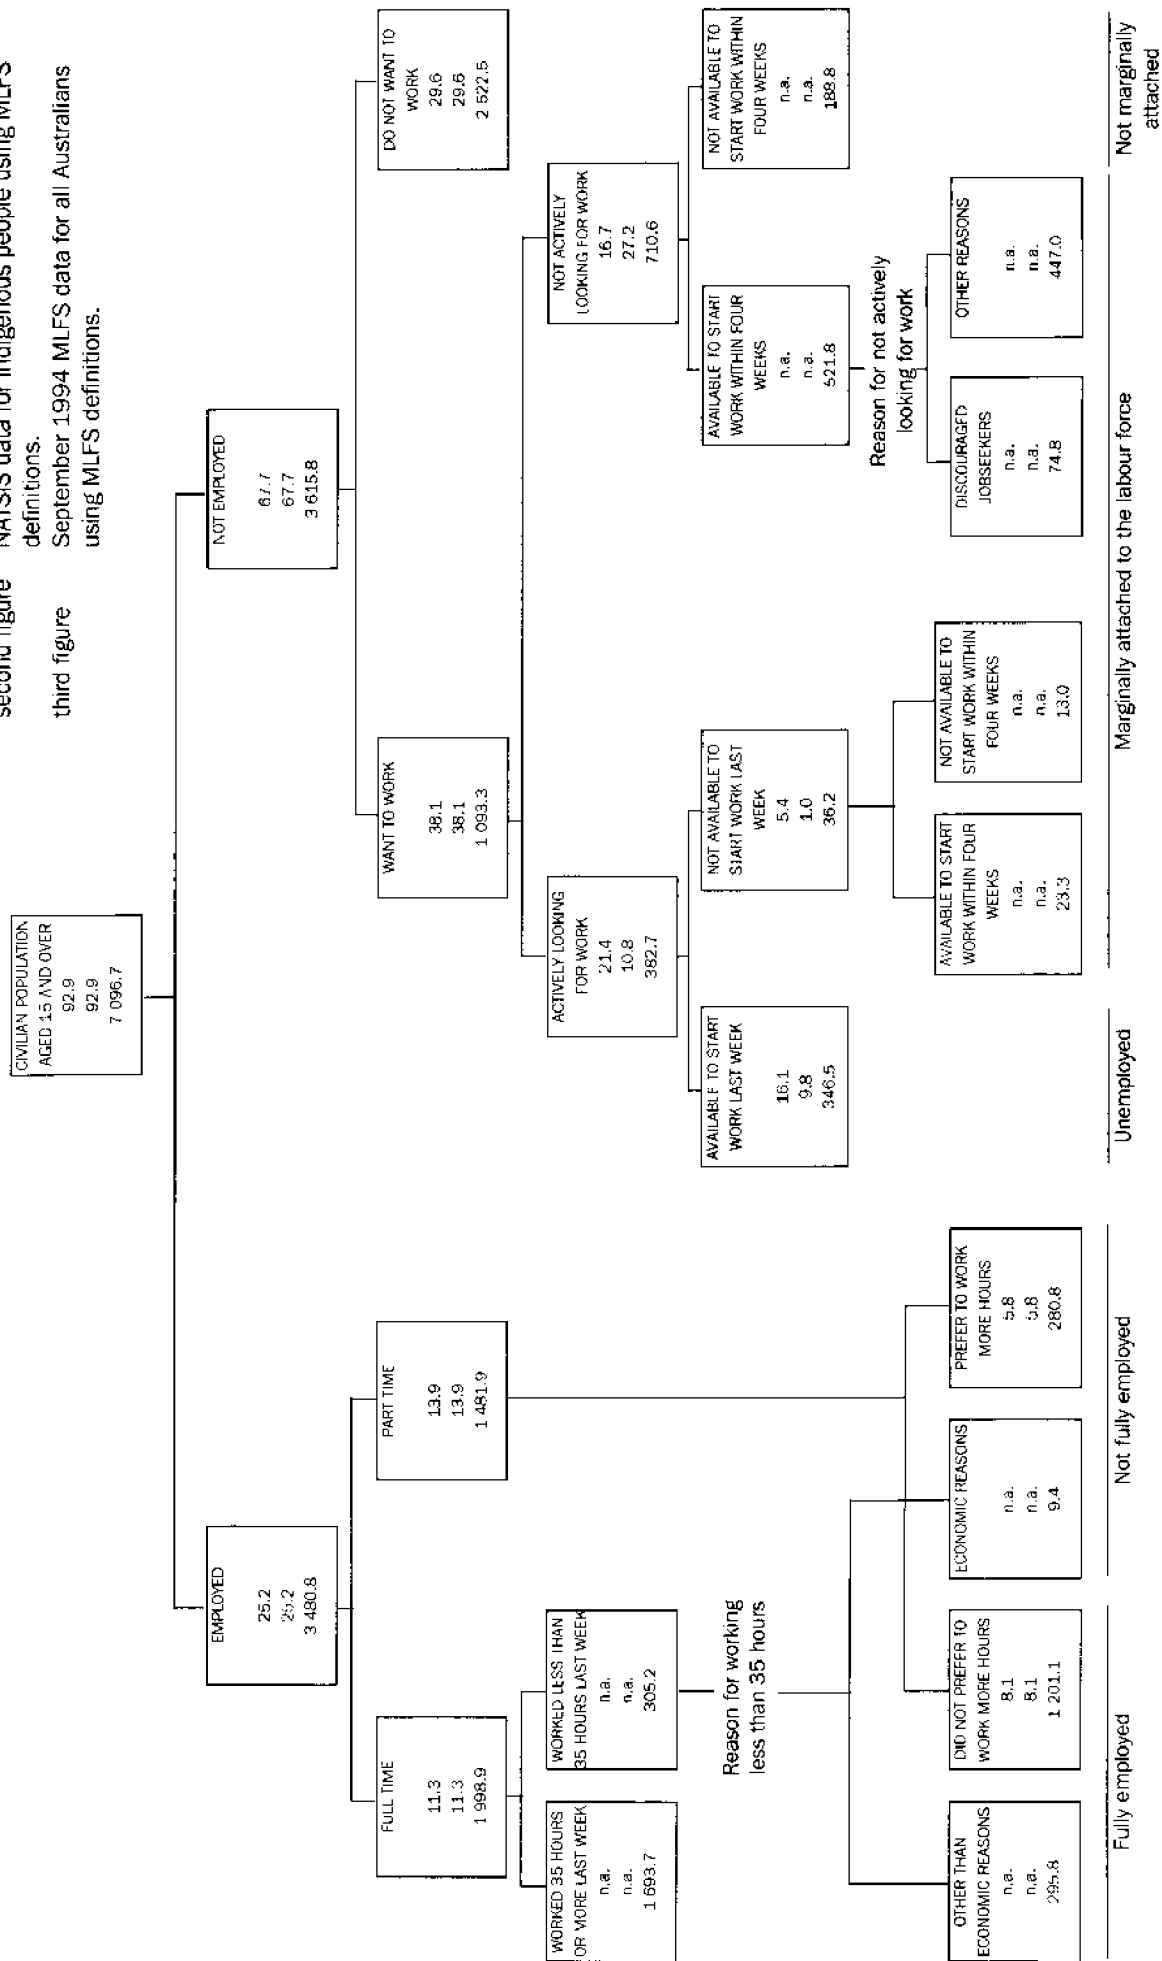 second figure NATSIS data for Indigenous people using MLFS
definitions.
third figure September 1994 MLFS data for all Australians
using MLFS definitions.
CIVILIAN POPULATION
AGED 15 AND OVER
92.9
92.9
7 096.7
EMPLOYED
25.2
25.2
3 480.8
NOT EMPLOYED
67.7
67.7
3 615.8
FULL TIME
11.3
11.3
1 998.9
PART TIME
13.9
13.9
1 481.9
WANT TO WORK
38.1
38.1
1 093.3
DO NOT WANT TO
WORK
29.6
29.6
2 522.5
WORKED 35 HOURS
OR MORE LAST WEEK
n.a.
n.a.
1 693.7
WORKED LESS THAN
35 HOURS LAST WEEK
n.a.
n.a.
305.2
ACTIVELY LOOKING
FOR WORK
21.4
10.8
382.7
NOT ACTIVELY
LOOKING FOR WORK
16.7
27.2
710.6
Reason for working
less than 35 hours
AVAILABLE TO START
WORK LAST WEEK
16.1
9.8
346.5
NOT AVAILABLE TO
START WORK LAST
WEEK
5.4
1.0
36.2
AVAILABLE TO START
WORK WITHIN FOUR
WEEKS
n.a.
n.a.
521.8
NOT AVAILABLE TO
START WORK WITHIN
FOUR WEEKS
n.a.
n.a.
188.8
Reason for not actively
looking for work
OTHER THAN
ECONOMIC REASONS
n.a.
n.a.
295.8
DID NOT PREFER TO
WORK MORE HOURS
8.1
8.1
1 201.1
ECONOMIC REASONS
n.a.
n.a.
9.4
PREFER TO WORK
MORE HOURS
5.8
5.8
280.8
AVAILABLE TO START
WORK WITHIN FOUR
WEEKS
n.a.
n.a.
23.3
NOT AVAILABLE TO
START WORK WITHIN
FOUR WEEKS
n.a.
n.a.
13.0
DISCOURAGED
JOBSEEKERS
n.a.
n.a.
74.8
OTHER REASONS
n.a.
n.a.
447.0
Fully employed
Not fully employed
Unemployed
Marginally attached to the labour force
Not marginally
attached